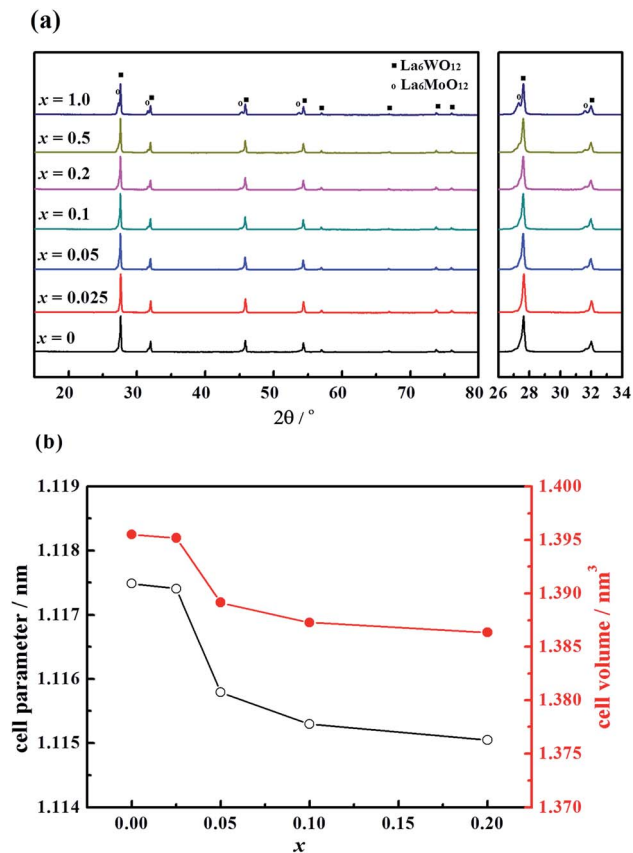 (a)
■ La₆WO₁₂
o La₆MoO₁₂
x = 1.0
x = 0.5
x = 0.2
x = 0.1
x = 0.05
x = 0.025
x = 0
20 30 40 50 60 70 80
26 28 30 32 34
2θ / °
(b)
1.119
1.118
1.117
1.116
1.115
1.114
cell parameter / nm
1.400
1.395
1.390
1.385
1.380
1.375
1.370
cell volume / nm³
0.00 0.05 0.10 0.15 0.20
x